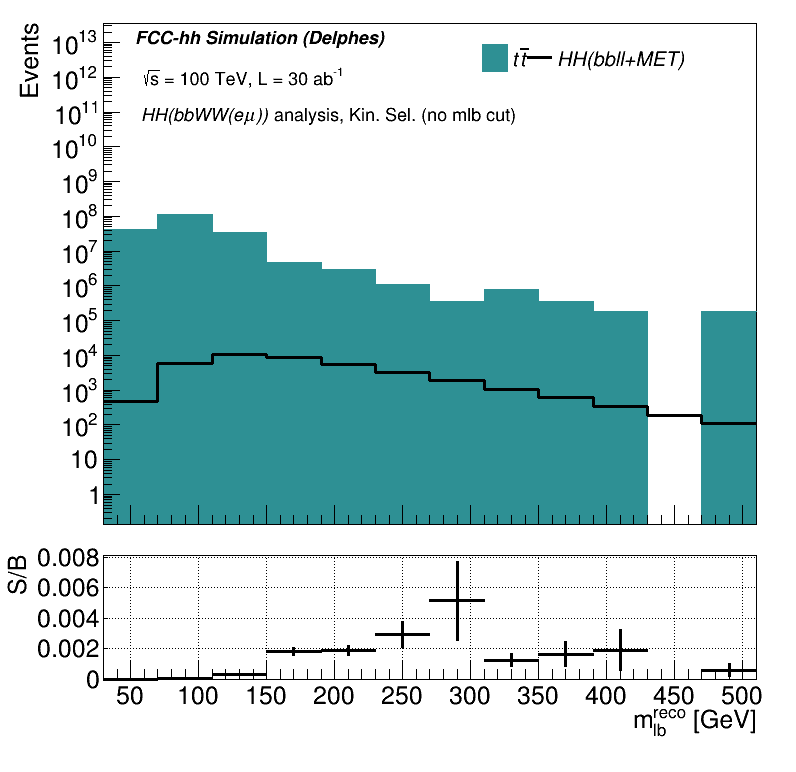 Events
10¹³
10¹²
10¹¹
10¹⁰
10⁹
10⁸
10⁷
10⁶
10⁵
10⁴
10³
10²
10
1
FCC-hh Simulation (Delphes)
√s = 100 TeV, L = 30 ab⁻¹
HH(bbWW(eμ)) analysis, Kin. Sel. (no mlb cut)
tt̅
HH(bbll+MET)
S/B
0.008
0.006
0.004
0.002
0
50 100 150 200 250 300 350 400 450 500
m_lb^reco [GeV]